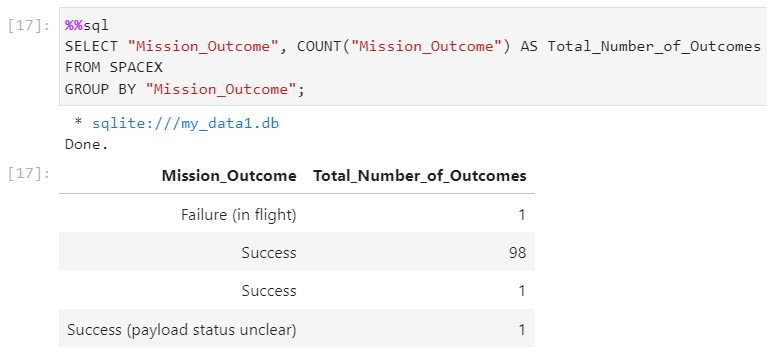 [17]: %%sql
SELECT "Mission_Outcome", COUNT("Mission_Outcome") AS Total_Number_of_Outcomes
FROM SPACEX
GROUP BY "Mission_Outcome";
* sqlite:///my_data1.db
Done.
[17]: Mission_Outcome Total_Number_of_Outcomes
Failure (in flight) 1
Success 98
Success 1
Success (payload status unclear) 1